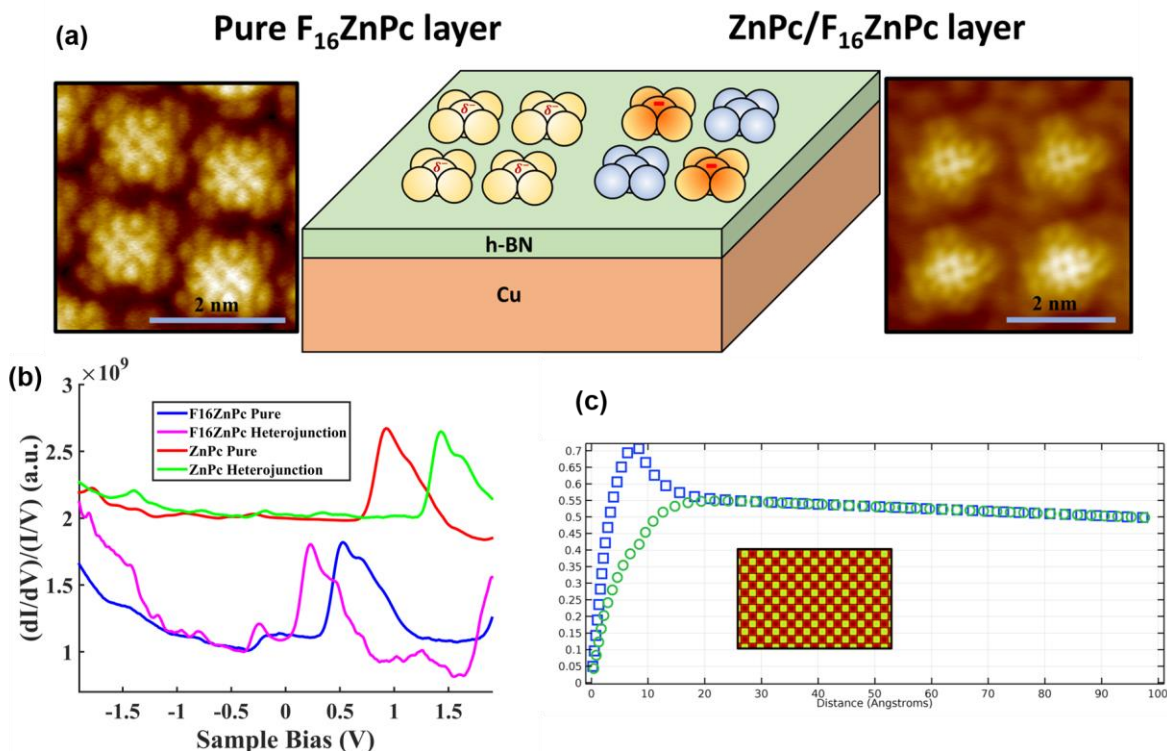 (a)
Pure F₁₆ZnPc layer
ZnPc/F₁₆ZnPc layer
δ⁻ δ⁻
δ⁻ δ⁻
-
-
2 nm
h-BN
Cu
2 nm
(b)
×10⁹
3
2.5
2
1.5
1
(dI/dV)/(I/V) (a.u.)
F16ZnPc Pure
F16ZnPc Heterojunction
ZnPc Pure
ZnPc Heterojunction
-1.5 -1 -0.5 0 0.5 1 1.5
Sample Bias (V)
(c)
0.7
0.65
0.6
0.55
0.5
0.45
0.4
0.35
0.3
0.25
0.2
0.15
0.1
0.05
0
0 10 20 30 40 50 60 70 80 90 100
Distance (Angstroms)